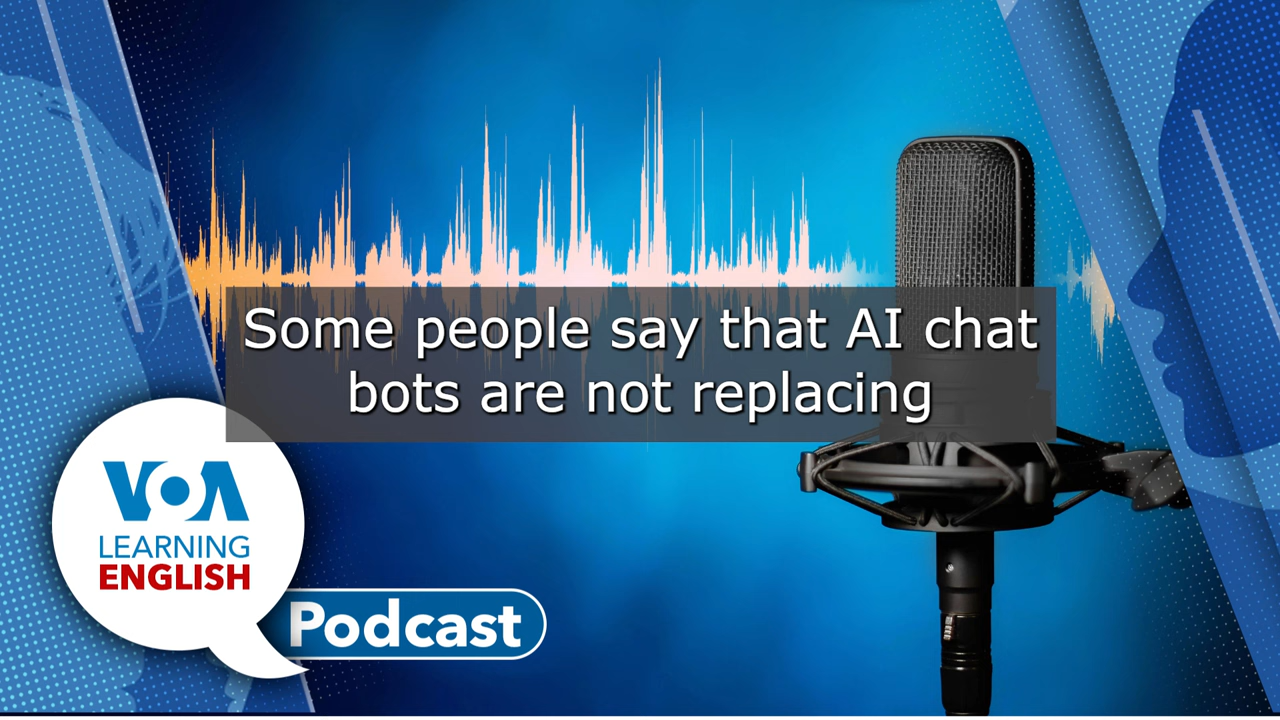 Some people say that AI chat
bots are not replacing
VOA
LEARNING
ENGLISH
Podcast